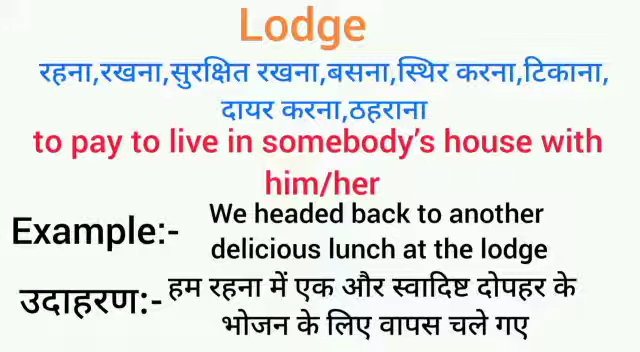 Lodge
रहना,रखना,सुरक्षित रखना,बसना,स्थिर करना,टिकाना,
दायर करना,ठहराना
to pay to live in somebody's house with
him/her
Example:-
We headed back to another
delicious lunch at the lodge
उदाहरण:-
हम रहना में एक और स्वादिष्ट दोपहर के
भोजन के लिए वापस चले गए